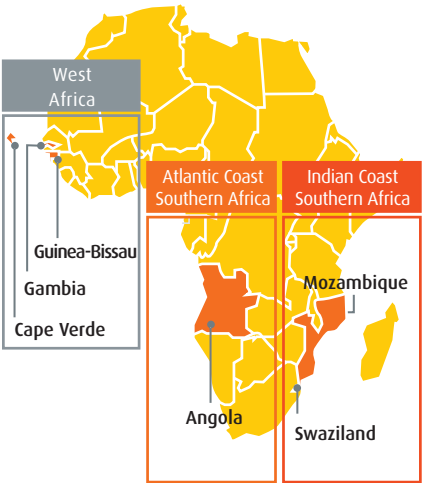 West
Africa
Atlantic Coast
Southern Africa
Indian Coast
Southern Africa
Guinea-Bissau
Gambia
Cape Verde
Mozambique
Angola
Swaziland